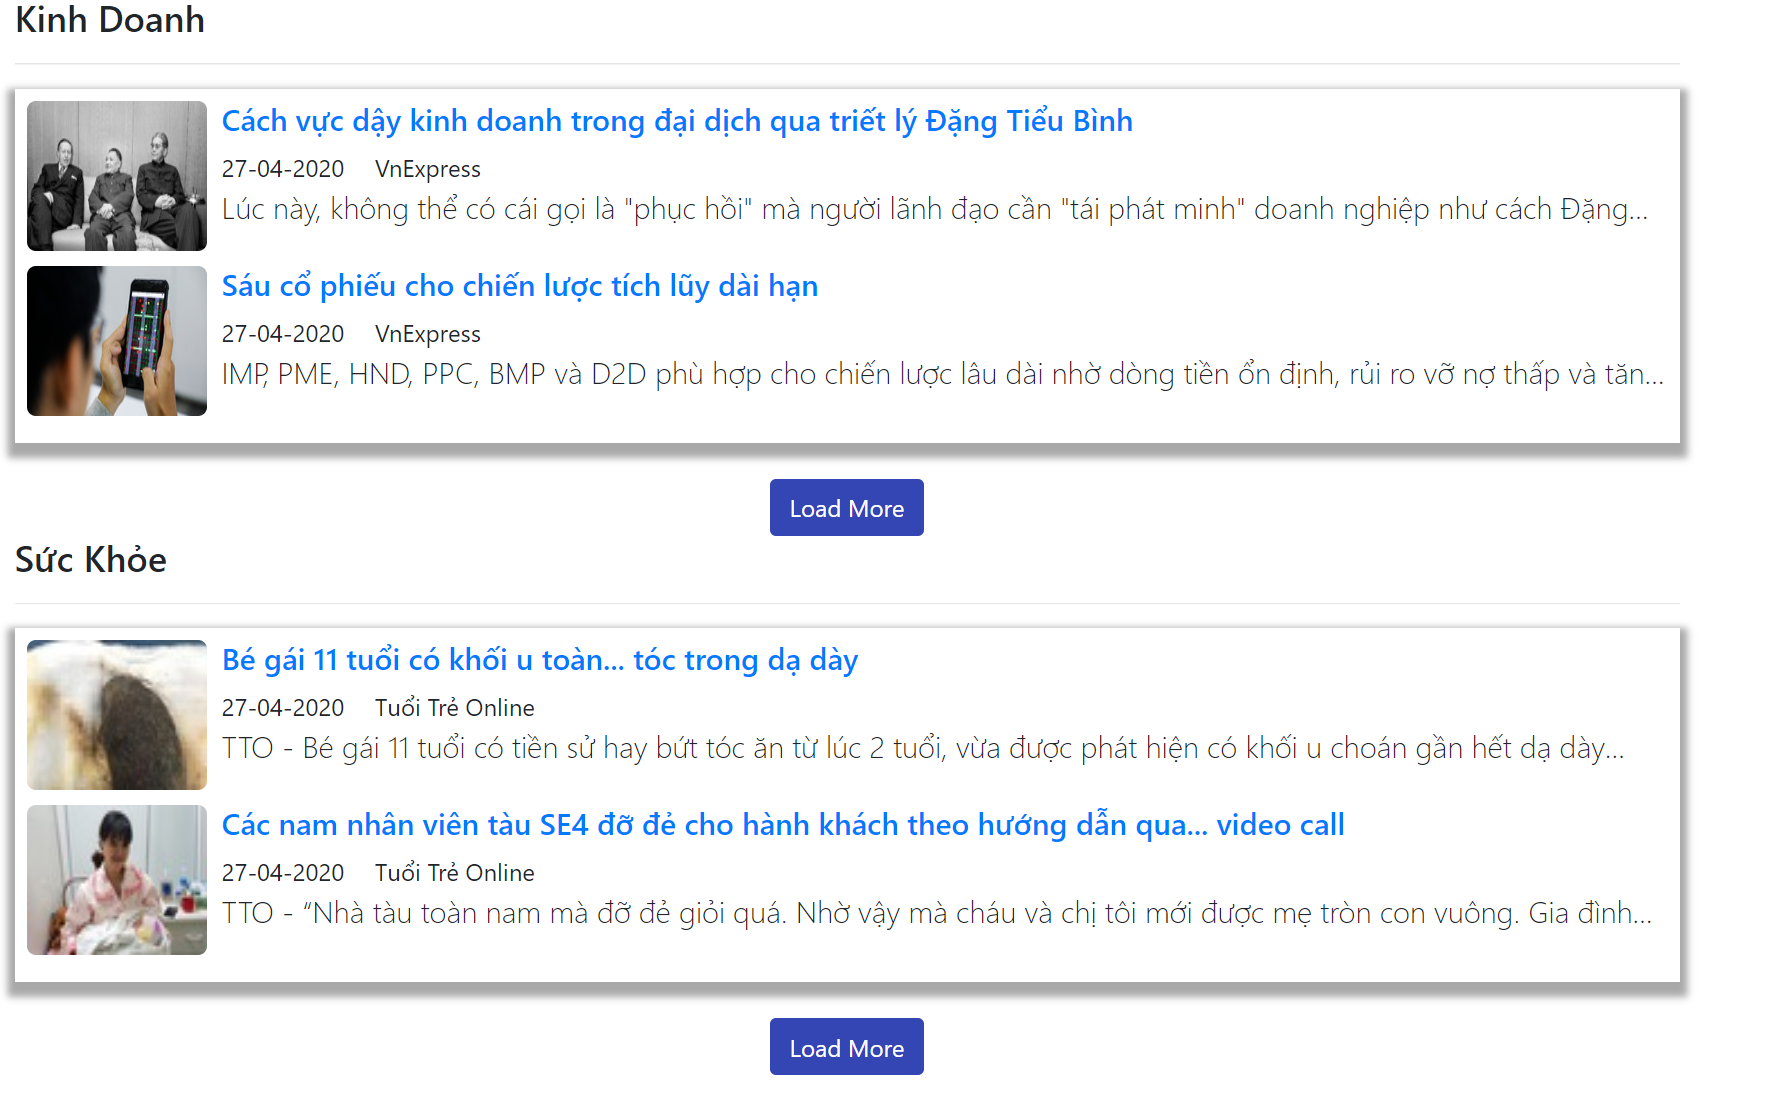 Kinh Doanh
Cách vực dậy kinh doanh trong đại dịch qua triết lý Đặng Tiểu Bình
27-04-2020 VnExpress
Lúc này, không thể có cái gọi là "phục hồi" mà người lãnh đạo cần "tái phát minh" doanh nghiệp như cách Đặng...
Sáu cổ phiếu cho chiến lược tích lũy dài hạn
27-04-2020 VnExpress
IMP, PME, HND, PPC, BMP và D2D phù hợp cho chiến lược lâu dài nhờ dòng tiền ổn định, rủi ro vỡ nợ thấp và tăn...
Load More
Sức Khỏe
Bé gái 11 tuổi có khối u toàn... tóc trong dạ dày
27-04-2020 Tuổi Trẻ Online
TTO - Bé gái 11 tuổi có tiền sử hay bứt tóc ăn từ lúc 2 tuổi, vừa được phát hiện có khối u choán gần hết dạ dày...
Các nam nhân viên tàu SE4 đỡ đẻ cho hành khách theo hướng dẫn qua... video call
27-04-2020 Tuổi Trẻ Online
TTO - “Nhà tàu toàn nam mà đỡ đẻ giỏi quá. Nhờ vậy mà cháu và chị tôi mới được mẹ tròn con vuông. Gia đình...
Load More